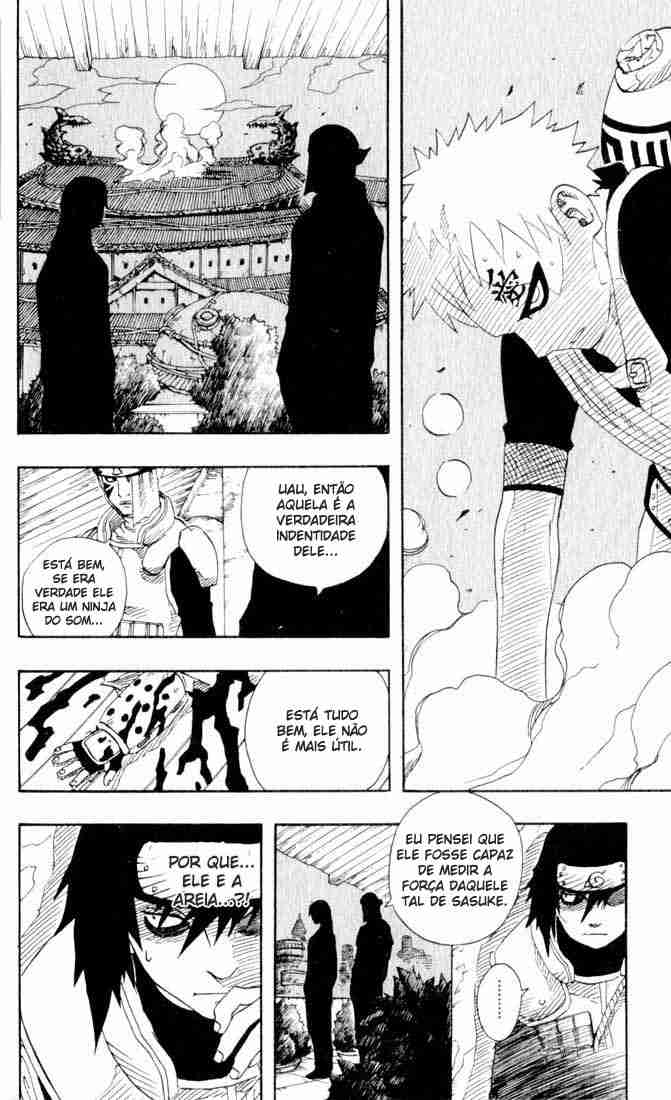 UAU, ENTÃO
AQUELA É A
VERDADEIRA
INDENTIDADE
DELE...
ESTÁ BEM,
SE ERA
VERDADE ELE
ERA UM NINJA
DO SOM...
ESTÁ TUDO
BEM, ELE NÃO
É MAIS ÚTIL.
EU PENSEI QUE
ELE FOSSE CAPAZ
DE MEDIR A
FORÇA DAQUELE
TAL DE SASUKE.
........
POR QUE...
ELE E A
AREIA...?!